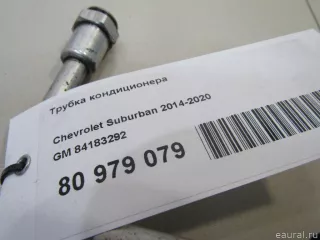 Трубка кондиционера
Chevrolet Suburban 2014-2020
GM 84183292
80 979 079
eaural.ru